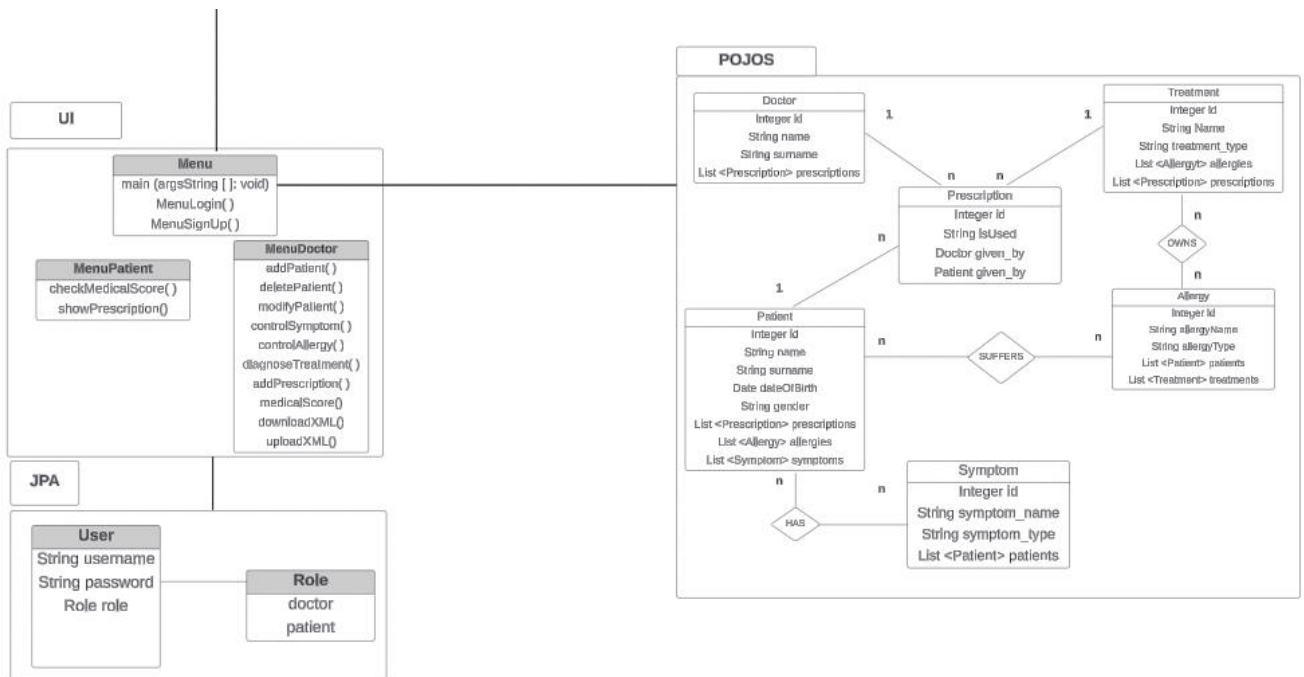 UI
Menu
main (argsString [ ]: void)
MenuLogin( )
MenuSignUp( )
MenuPatient
checkMedicalScore( )
showPrescription()
MenuDoctor
addPatient( )
deletePatient( )
modifyPatient( )
controlSymptom( )
controlAllergy( )
diagnoseTreatment( )
addPrescription( )
medicalScore()
downloadXML()
uploadXML()
JPA
User
String username
String password
Role role
Role
doctor
patient
POJOS
Doctor
Integer id
String name
String surname
List <Prescription> prescriptions
1
n
Treatment
Integer id
String Name
String treatment_type
List <Allergyt> allergies
List <Prescription> prescriptions
1
n
Prescription
Integer id
String isUsed
Doctor given_by
Patient given_by
n
1
n
OWNS
n
Allergy
Integer id
String allergyName
String allergyType
List <Patient> patients
List <Treatment> treatments
Patient
Integer id
String name
String surname
Date dateOfBirth
String gender
List <Prescription> prescriptions
List <Allergy> allergies
List <Symptom> symptoms
n
SUFFERS
n
n
HAS
n
Symptom
Integer id
String symptom_name
String symptom_type
List <Patient> patients